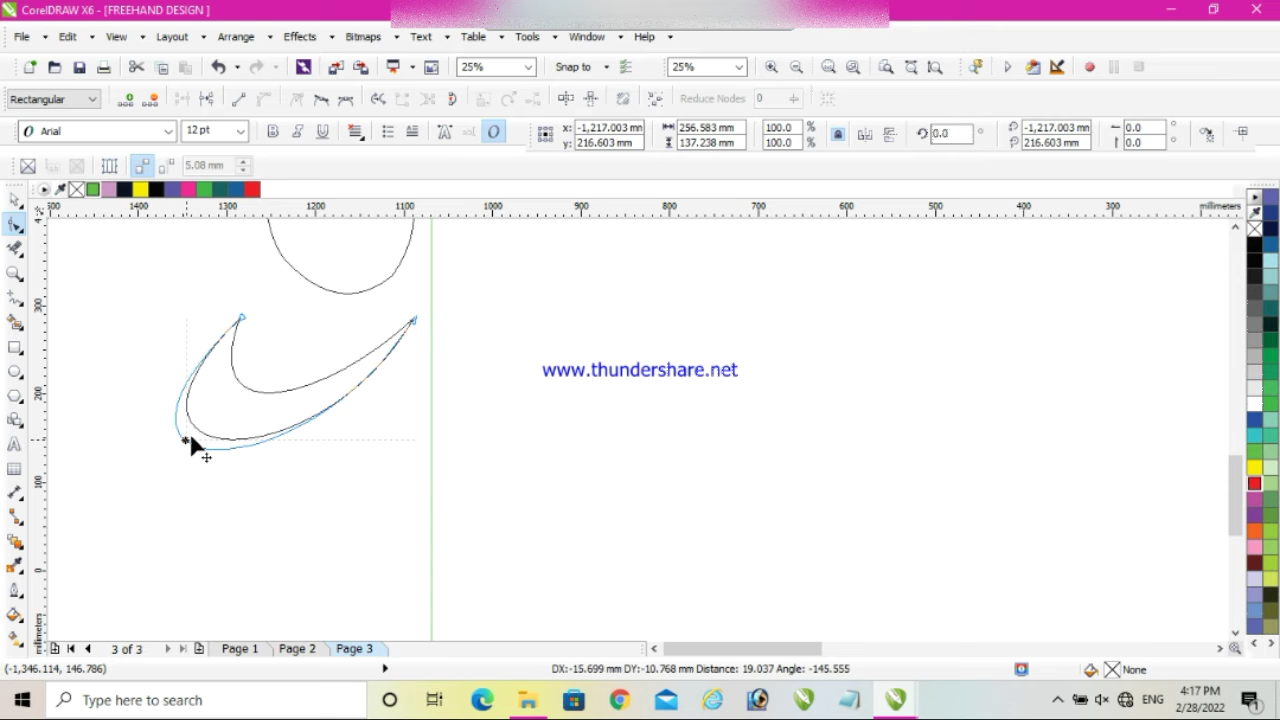 CorelDRAW X6 - [FREEHAND DESIGN ]
File Edit View Layout Arrange Effects Bitmaps Text Table Tools Window Help
25% Snap to 25%
Rectangular Reduce Nodes 0
Arial 12 pt x: -1,217.003 mm 256.583 mm 100.0 % 0.0 ° -1,217.003 mm 0.0 °
y: 216.603 mm 137.238 mm 100.0 % 216.603 mm 0.0 °
5.08 mm
1400 1300 1200 1100 1000 900 800 700 600 500 400 300 millimeters
300
200
100
0
millimeters
www.thundershare.net
3 of 3 Page 1 Page 2 Page 3
(-1,346.114, 146.786) DX:-15.699 mm DY:-10.768 mm Distance: 19.037 Angle: -145.555 None
Type here to search ENG 4:17 PM
2/28/2022